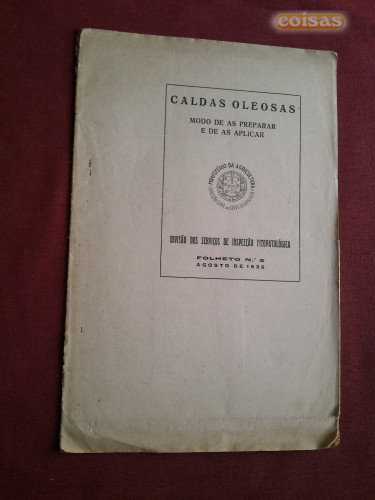 coisas
CALDAS OLEOSAS
MODO DE AS PREPARAR
E DE AS APLICAR
MINISTÉRIO DA AGRICULTURA
DIVISÃO DOS SERVIÇOS DE INSPECÇÃO FITOPATOLÓGICA
FOLHETO N.º 2
AGOSTO DE 1935